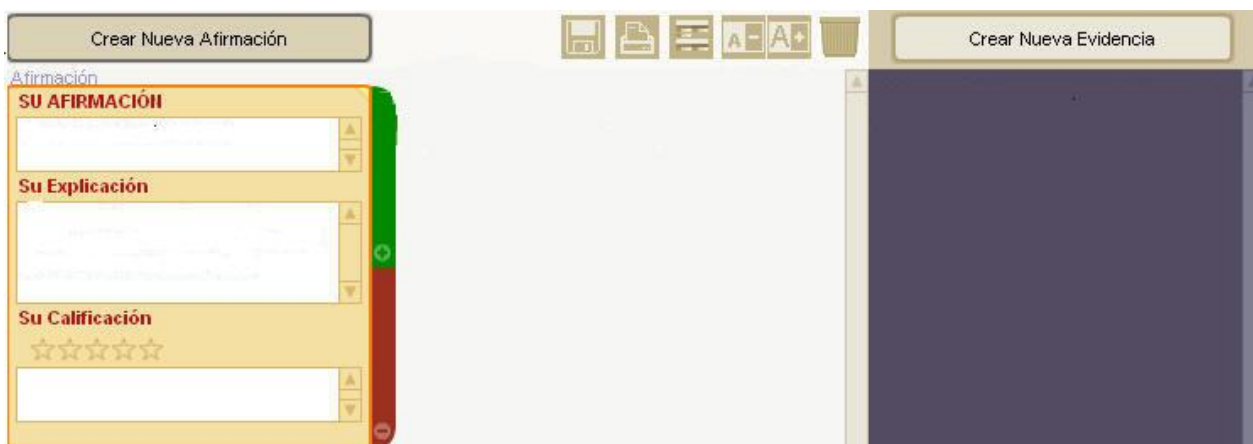 Crear Nueva Afirmación
A- A+
Crear Nueva Evidencia
Afirmación
SU AFIRMACIÓN
Su Explicación
Su Calificación